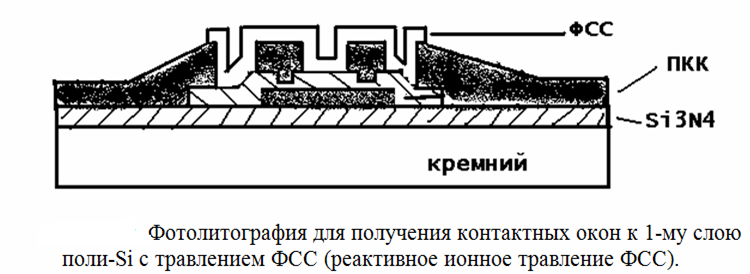 ФСС
ПКК
Si3N4
кремний
Фотолитография для получения контактных окон к 1-му слою
поли-Si с травлением ФСС (реактивное ионное травление ФСС).